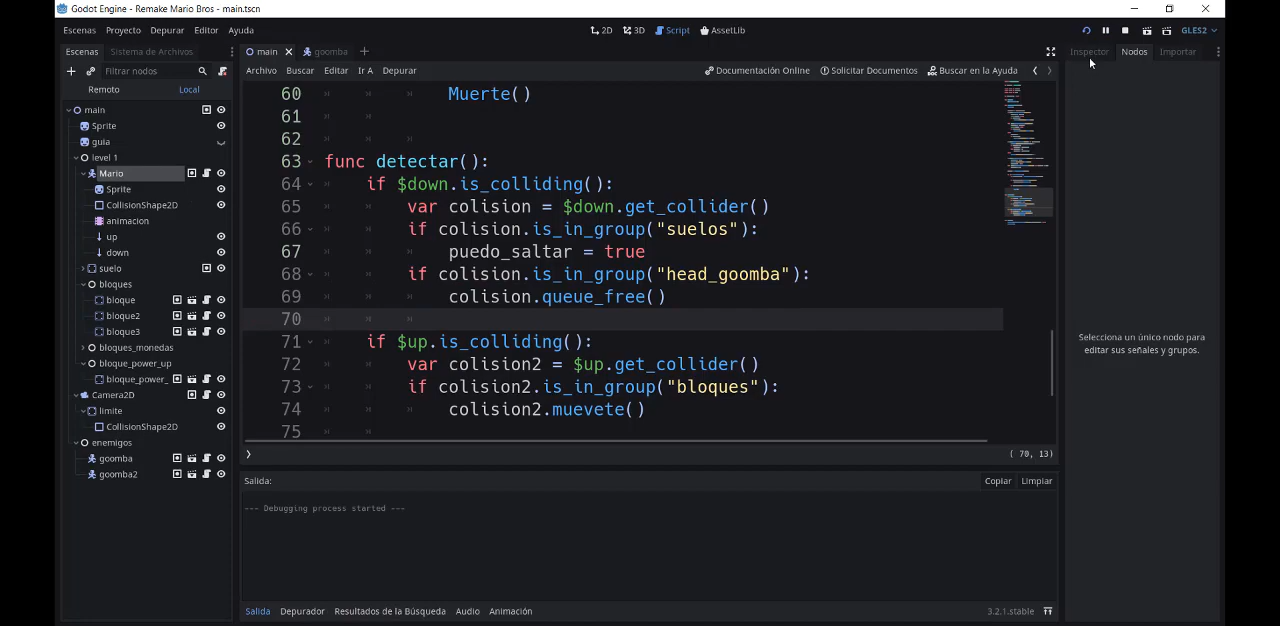 Godot Engine - Remake Mario Bros - main.tscn
Escenas Proyecto Depurar Editor Ayuda
2D 3D Script AssetLib
GLES2
Escenas Sistema de Archivos
main goomba
Inspector Nodos Importar
Filtrar nodos
Archivo Buscar Editar Ir A Depurar
Documentación Online Solicitar Documentos Buscar en la Ayuda
Remoto Local
main
Sprite
guia
level 1
Mario
Sprite
CollisionShape2D
animacion
up
down
suelo
bloques
bloque
bloque2
bloque3
bloques_monedas
bloque_power_up
bloque_power_
Camera2D
limite
CollisionShape2D
enemigos
goomba
goomba2
60 Muerte()
61
62
63 func detectar():
64 if $down.is_colliding():
65 var colision = $down.get_collider()
66 if colision.is_in_group("suelos"):
67 puedo_saltar = true
68 if colision.is_in_group("head_goomba"):
69 colision.queue_free()
70
71 if $up.is_colliding():
72 var colision2 = $up.get_collider()
73 if colision2.is_in_group("bloques"):
74 colision2.muevete()
75
( 70, 13)
Selecciona un único nodo para
editar sus señales y grupos.
Salida: Copiar Limpiar
--- Debugging process started ---
Salida Depurador Resultados de la Búsqueda Audio Animación 3.2.1.stable